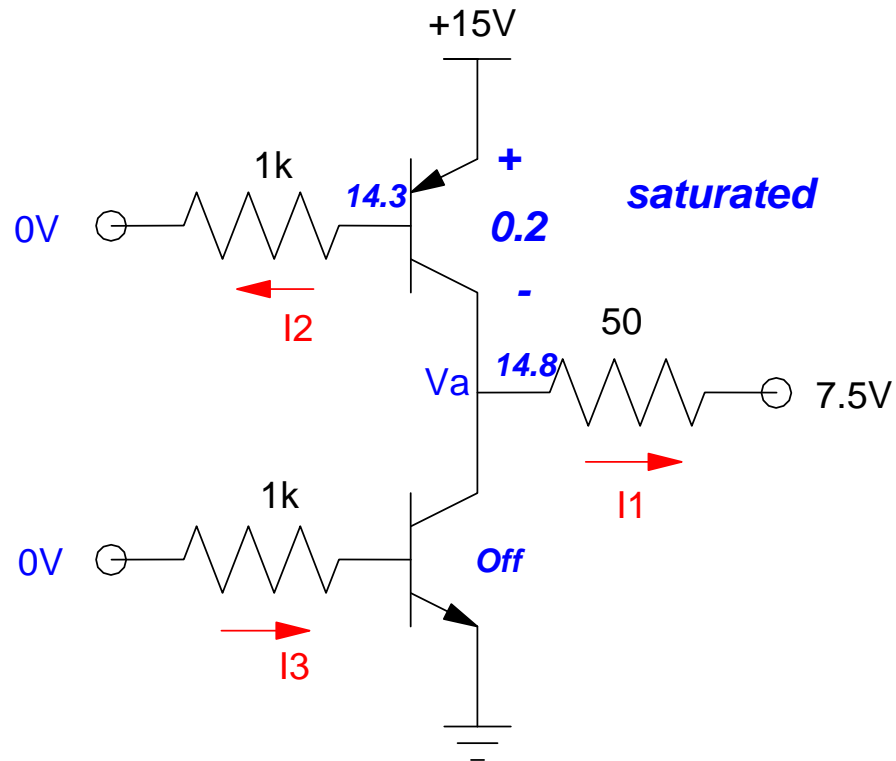 +15V
1k
14.3
+
saturated
0V
0.2
-
I2
50
Va
14.8
7.5V
1k
I1
0V
Off
I3